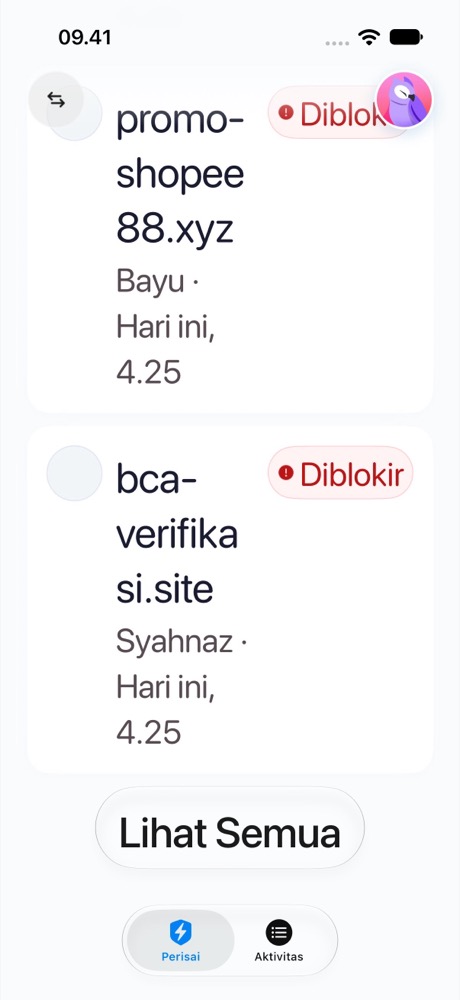 09.41
promo-
shopee
88.xyz
Bayu ·
Hari ini,
4.25
bca-
verifika
si.site
Diblokir
Syahnaz ·
Hari ini,
4.25
Lihat Semua
Perisai
Aktivitas